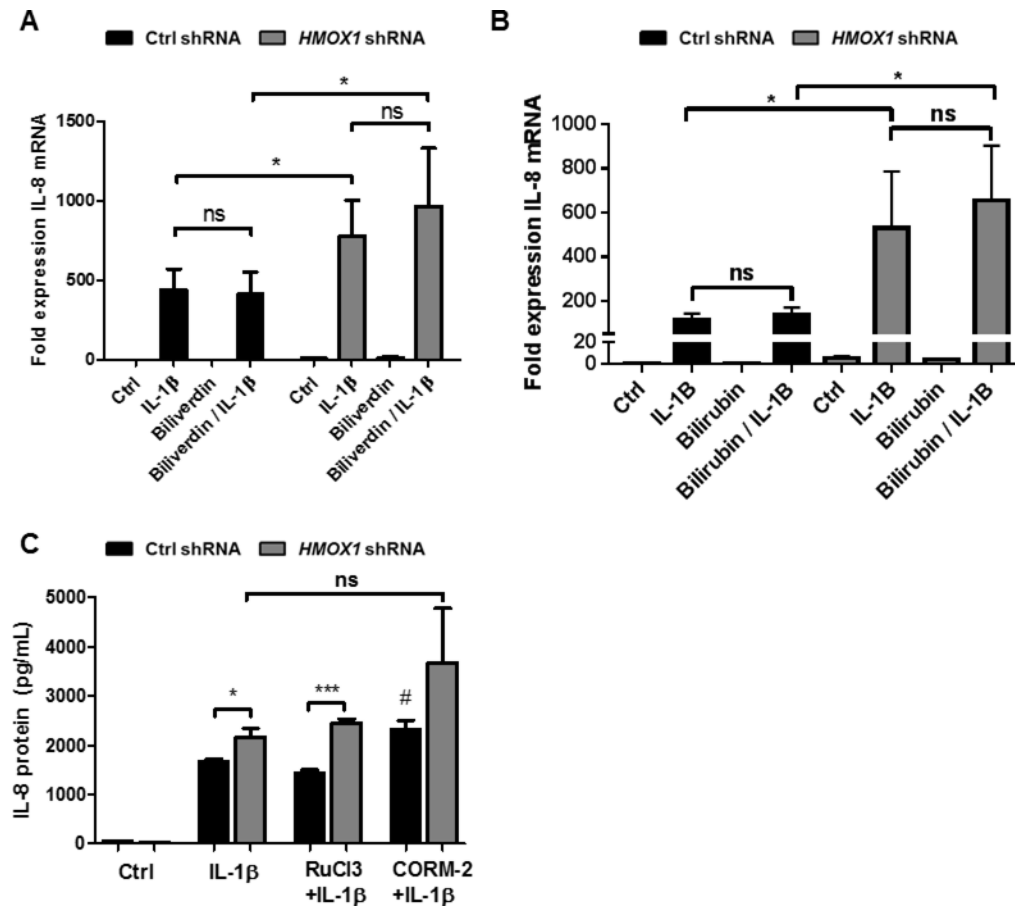 A
Ctrl shRNA HMOX1 shRNA
Fold expression IL-8 mRNA
1500
1000
500
0
*
ns
*
ns
Ctrl
IL-1β
Biliverdin
Biliverdin / IL-1β
Ctrl
IL-1β
Biliverdin
Biliverdin / IL-1β
B
Ctrl shRNA HMOX1 shRNA
Fold expression IL-8 mRNA
1000
800
600
400
200
20
0
*
*
ns
ns
Ctrl
IL-1B
Bilirubin
Bilirubin / IL-1B
Ctrl
IL-1B
Bilirubin
Bilirubin / IL-1B
C
Ctrl shRNA HMOX1 shRNA
IL-8 protein (pg/mL)
5000
4000
3000
2000
1000
0
ns
*
***
#
Ctrl
IL-1β
RuCl3
+IL-1β
CORM-2
+IL-1β